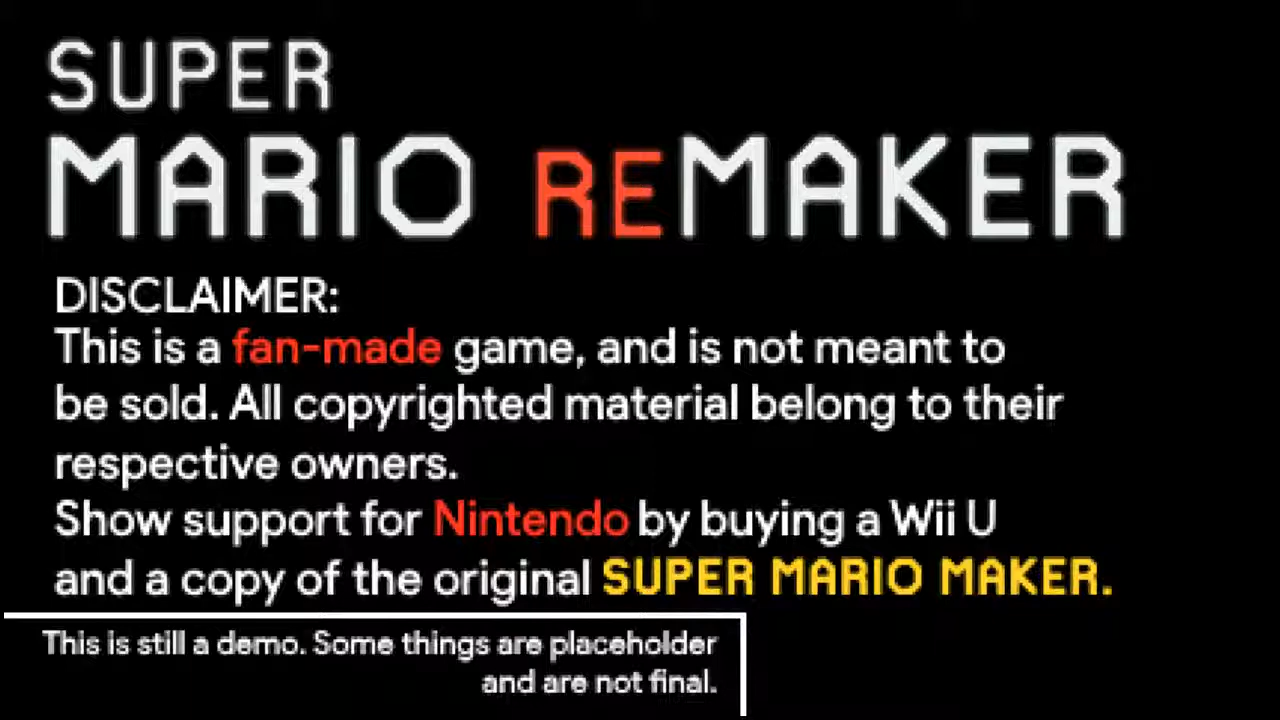 SUPER
MARIO REMAKER
DISCLAIMER:
This is a fan-made game, and is not meant to
be sold. All copyrighted material belong to their
respective owners.
Show support for Nintendo by buying a Wii U
and a copy of the original SUPER MARIO MAKER.
This is still a demo. Some things are placeholder
and are not final.